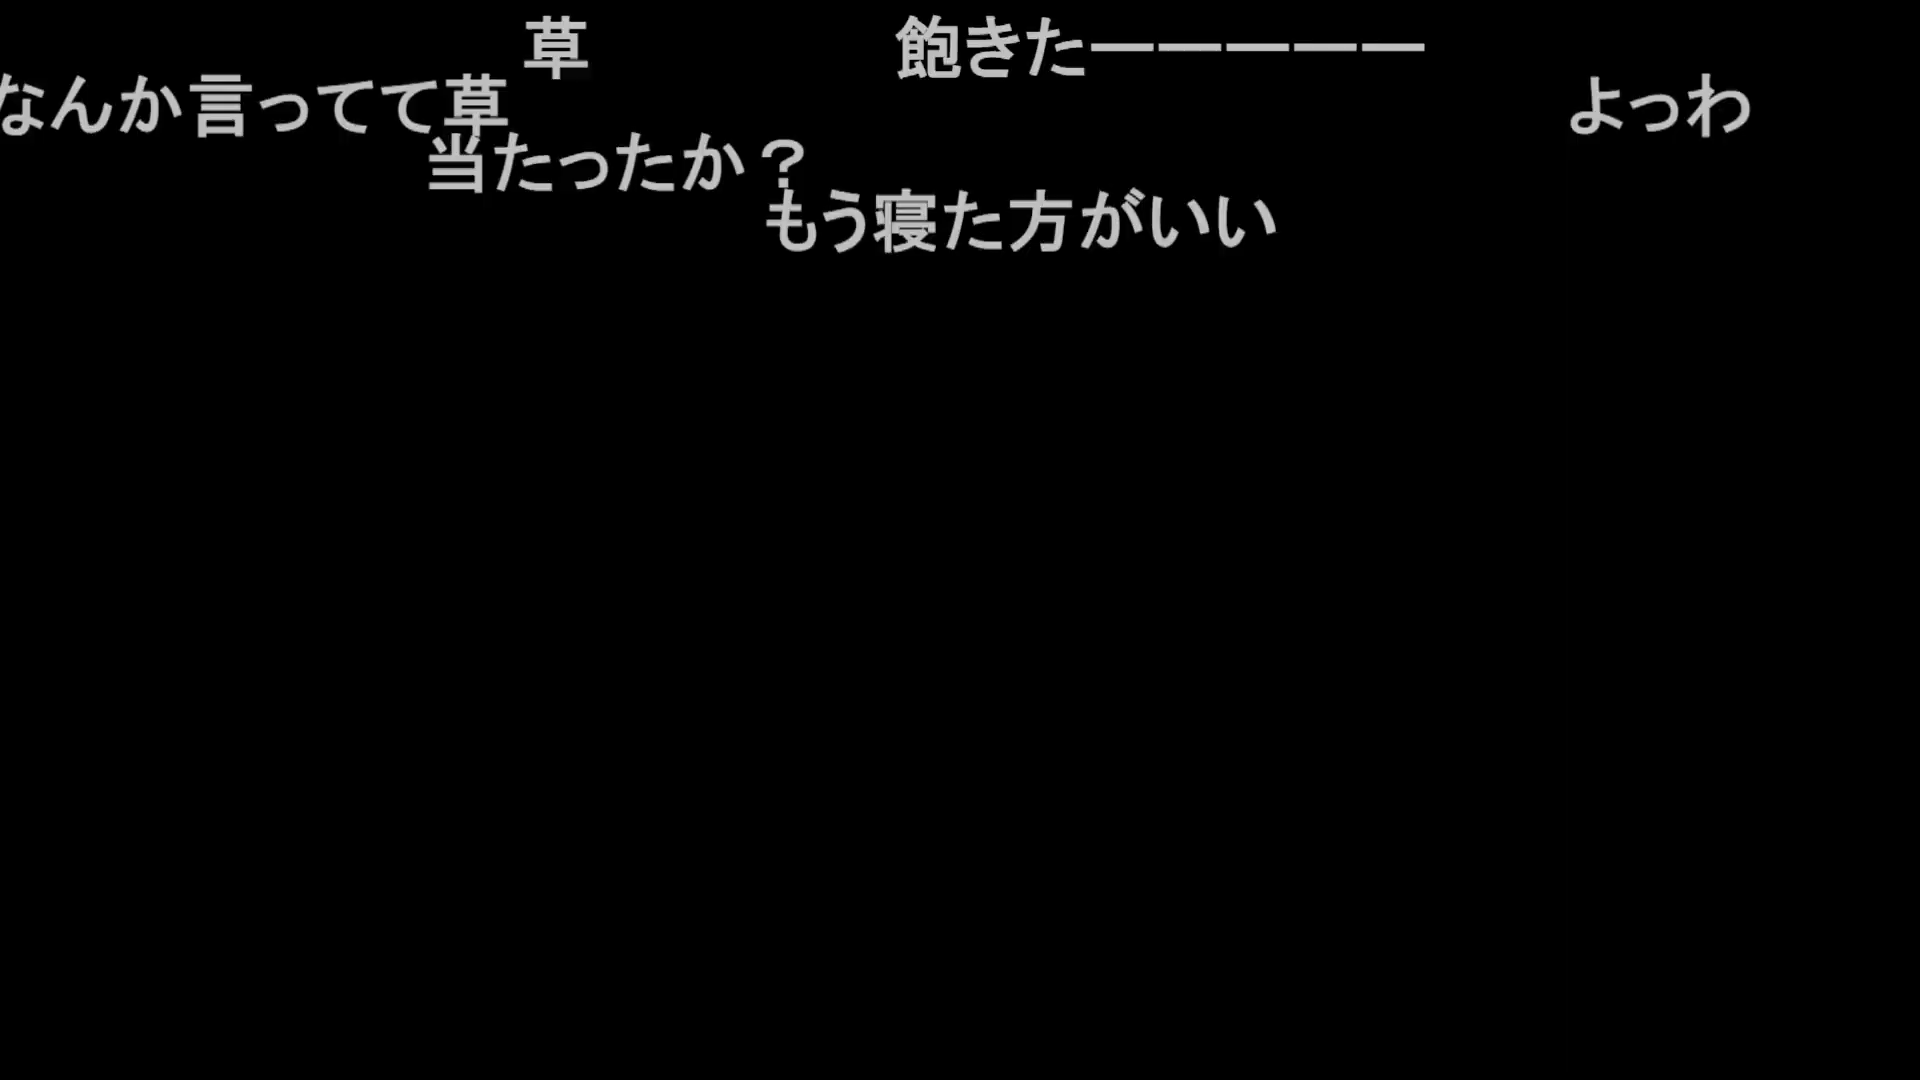 草
飽きたーーーーー
なんか言ってて草
よっわ
当たったか？
もう寝た方がいい